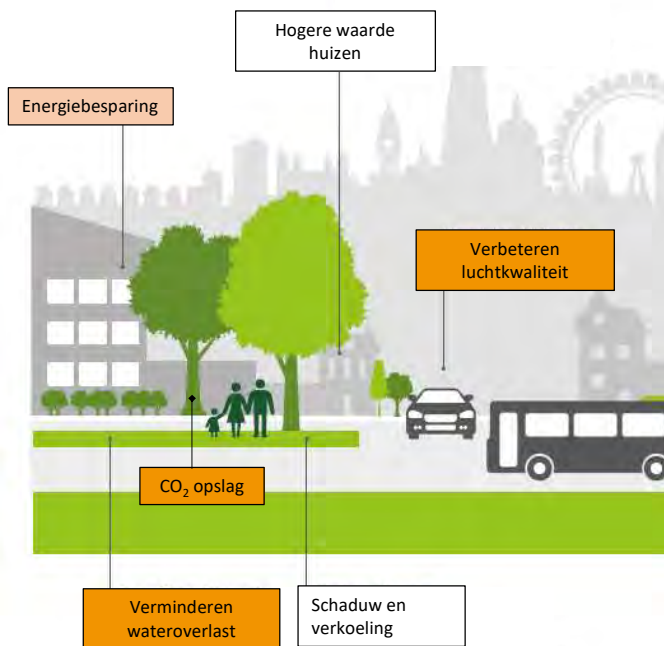 Hogere waarde
huizen
Energiebesparing
Verbeteren
luchtkwaliteit
CO₂ opslag
Verminderen
wateroverlast
Schaduw en
verkoeling